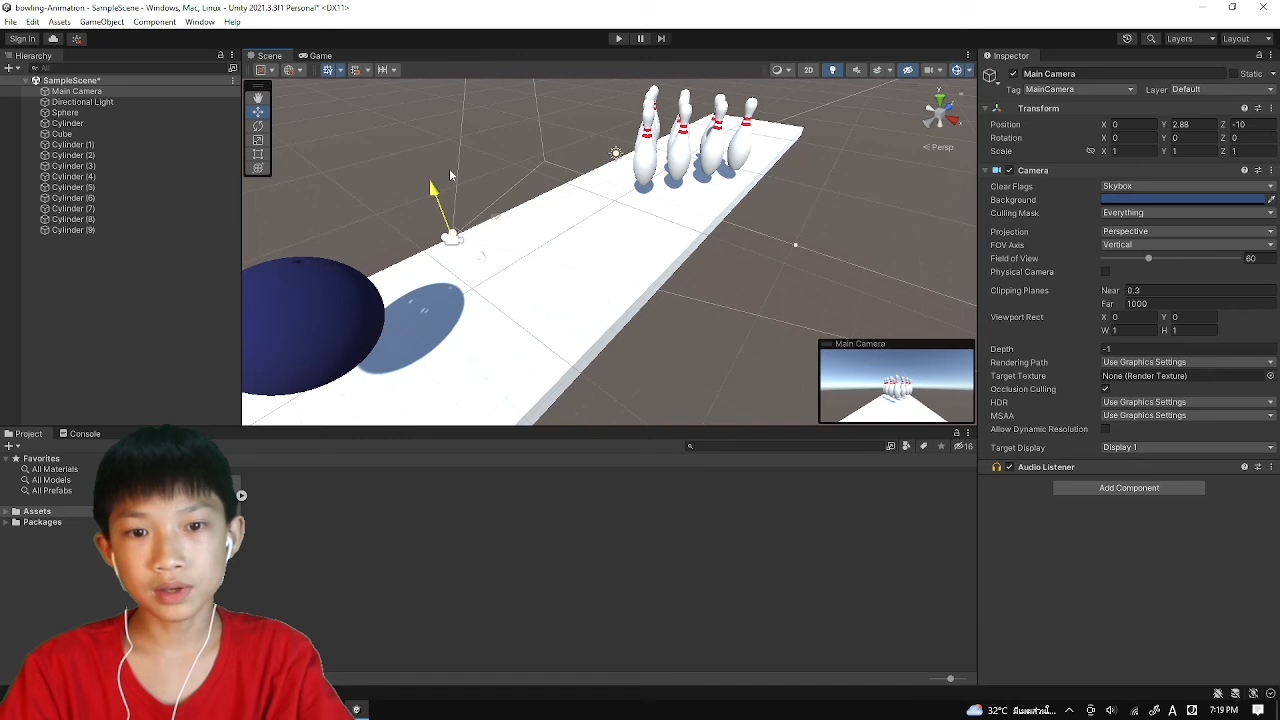 bowling-Animation - SampleScene - Windows, Mac, Linux - Unity 2021.3.3f1 Personal* <DX11>
File Edit Assets GameObject Component Window Help
Sign In
Layers Layout
Hierarchy
Scene Game
Inspector
All
2D
SampleScene*
Main Camera
Directional Light
Sphere
Cylinder
Cube
Cylinder (1)
Cylinder (2)
Cylinder (3)
Cylinder (4)
Cylinder (5)
Cylinder (6)
Cylinder (7)
Cylinder (8)
Cylinder (9)
Persp
Main Camera
Main Camera Static
Tag MainCamera Layer Default
Transform
Position X 0 Y 2.88 Z -10
Rotation X 0 Y 0 Z 0
Scale X 1 Y 1 Z 1
Camera
Clear Flags Skybox
Background
Culling Mask Everything
Projection Perspective
FOV Axis Vertical
Field of View 60
Physical Camera
Clipping Planes Near 0.3
Far 1000
Viewport Rect X 0 Y 0
W 1 H 1
Depth -1
Rendering Path Use Graphics Settings
Target Texture None (Render Texture)
Occlusion Culling
HDR Use Graphics Settings
MSAA Use Graphics Settings
Allow Dynamic Resolution
Target Display Display 1
Audio Listener
Add Component
Project Console
16
Favorites
All Materials
All Models
All Prefabs
Assets
Packages
32°C
A
7:19 PM